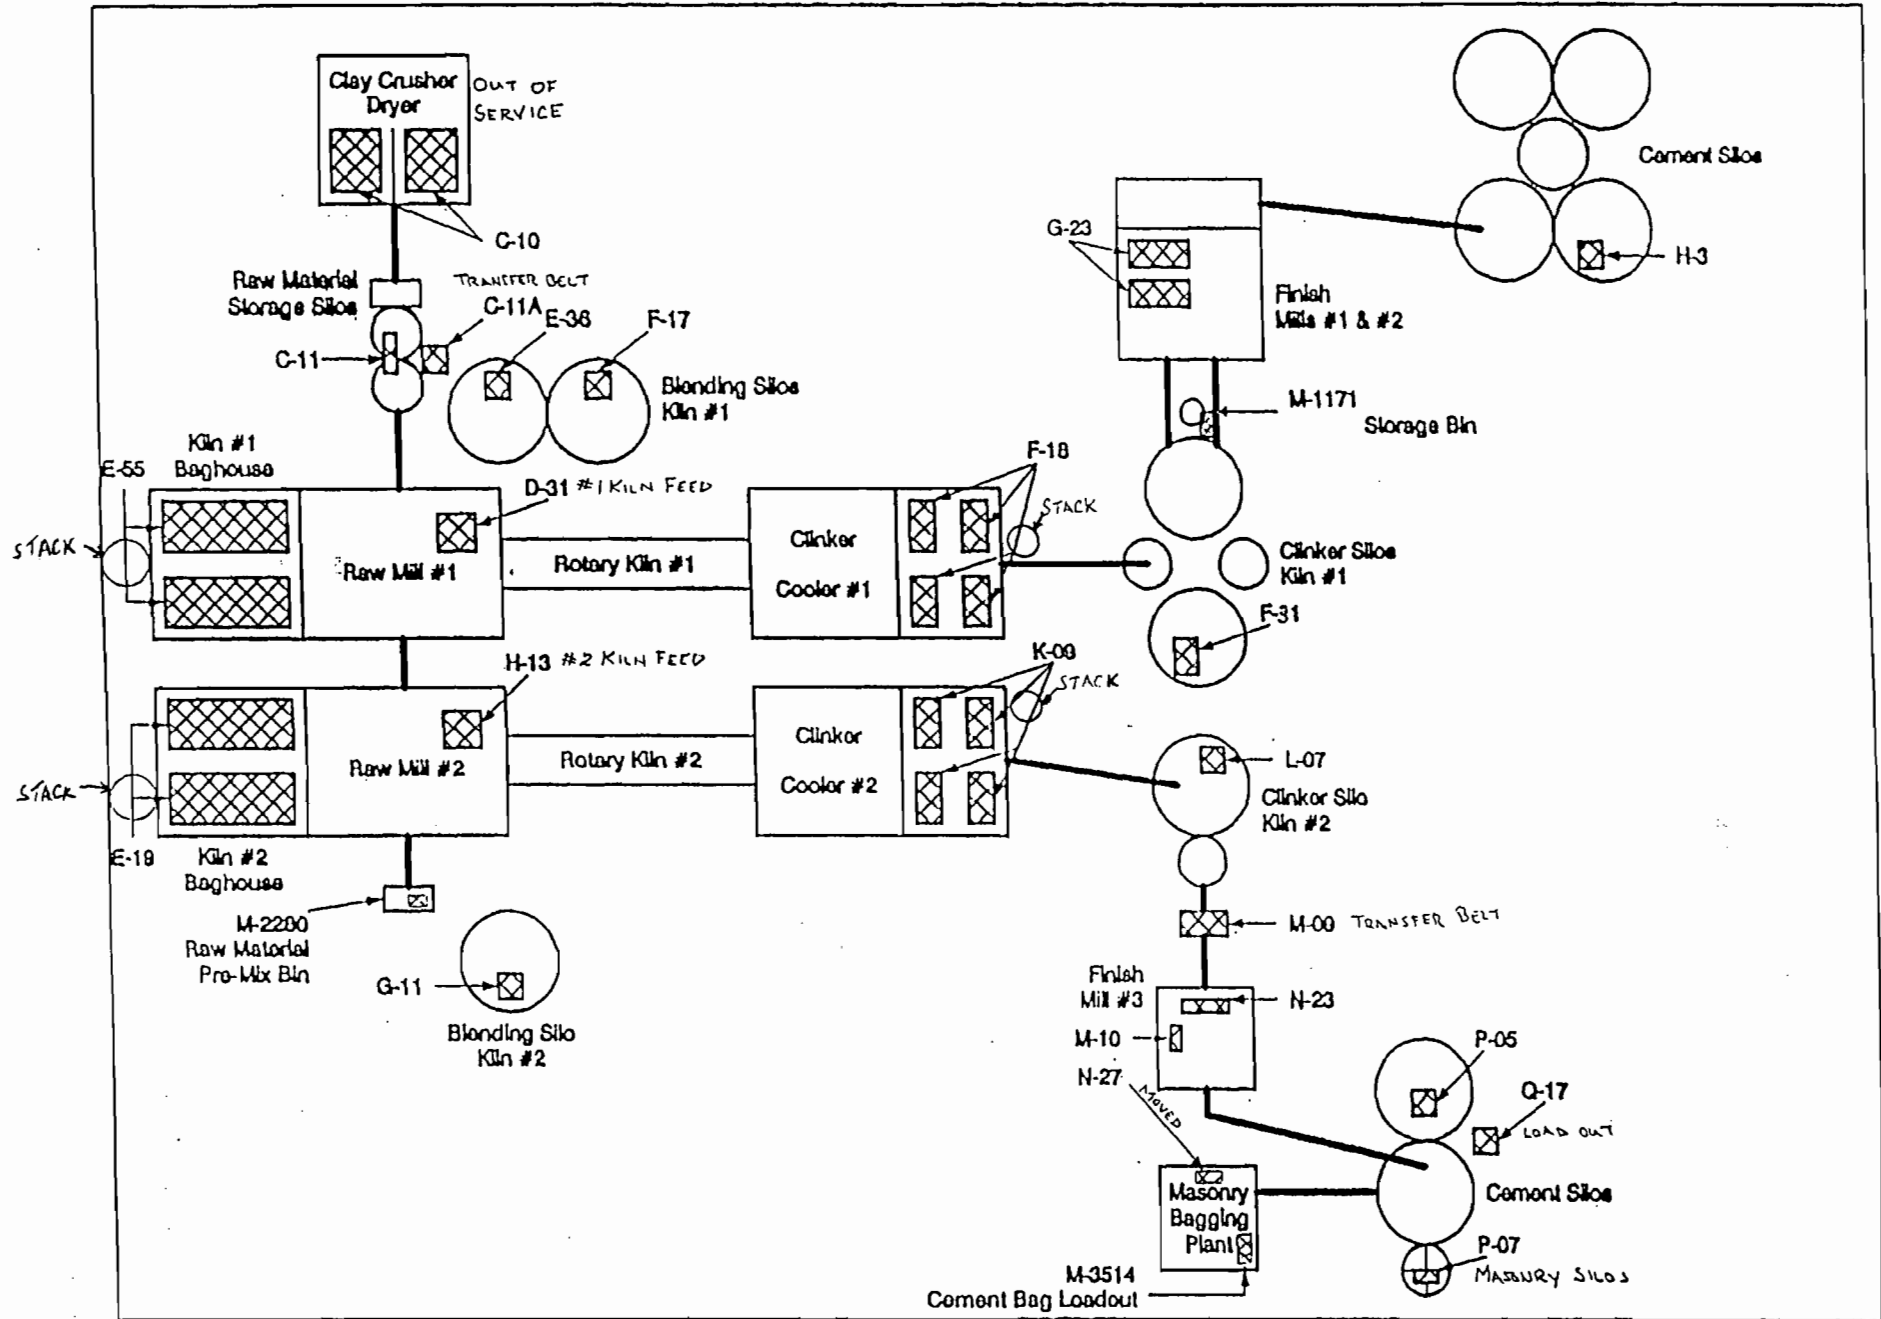 Clay Crusher
Dryer
OUT OF
SERVICE
C-10
Raw Material
Storage Silos
TRANSFER BELT
C-11A
C-11
E-36
F-17
Blending Silos
Kiln #1
Cement Silos
G-23
H-3
Finish
Mills #1 & #2
M-1171
Storage Bin
Kiln #1
Baghouse
E-55
STACK
D-31 #1 KILN FEED
Raw Mill #1
Rotary Kiln #1
Clinker
Cooler #1
F-18
STACK
Clinker Silos
Kiln #1
F-31
H-13 #2 KILN FEED
Raw Mill #2
Rotary Kiln #2
Clinker
Cooler #2
K-09
STACK
STACK
E-19
Kiln #2
Baghouse
L-07
Clinker Silo
Kiln #2
M-2280
Raw Material
Pre-Mix Bin
G-11
Blending Silo
Kiln #2
M-09 TRANSFER BELT
Finish
Mill #3
N-23
M-10
N-27
MOVED
P-05
Q-17
LOAD OUT
Masonry
Bagging
Plant
Cement Silos
P-07
MASONRY SILOS
M-3514
Cement Bag Loadout